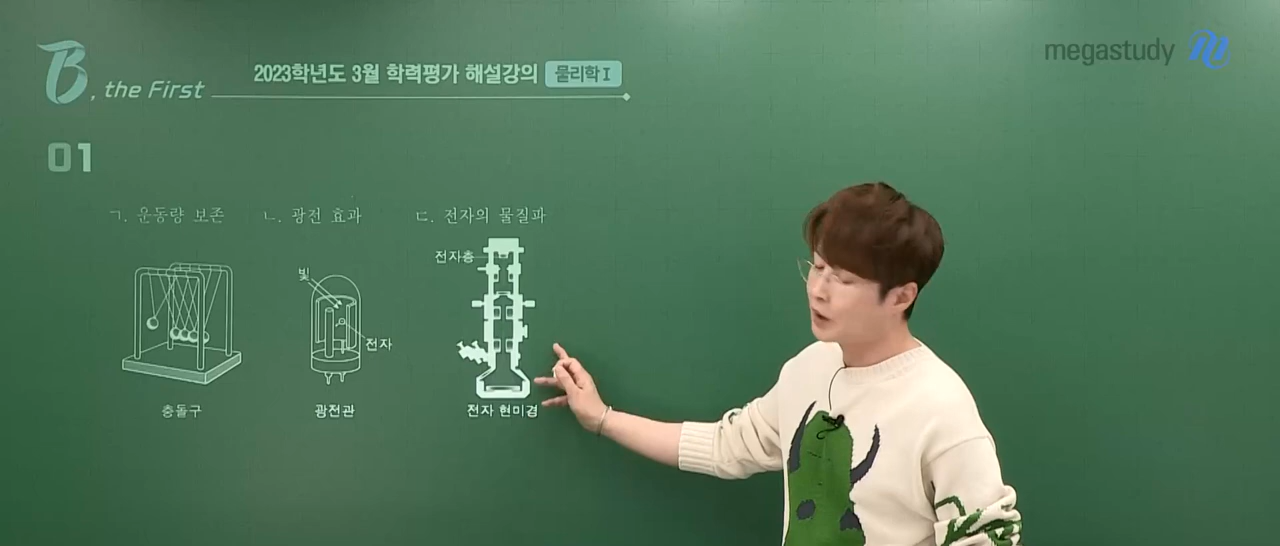 B, the First
2023학년도 3월 학력평가 해설강의 물리학 I
megastudy
01
ㄱ. 운동량 보존
ㄴ. 광전 효과
ㄷ. 전자의 물질파
빛
전자
전자총
충돌구
광전관
전자 현미경